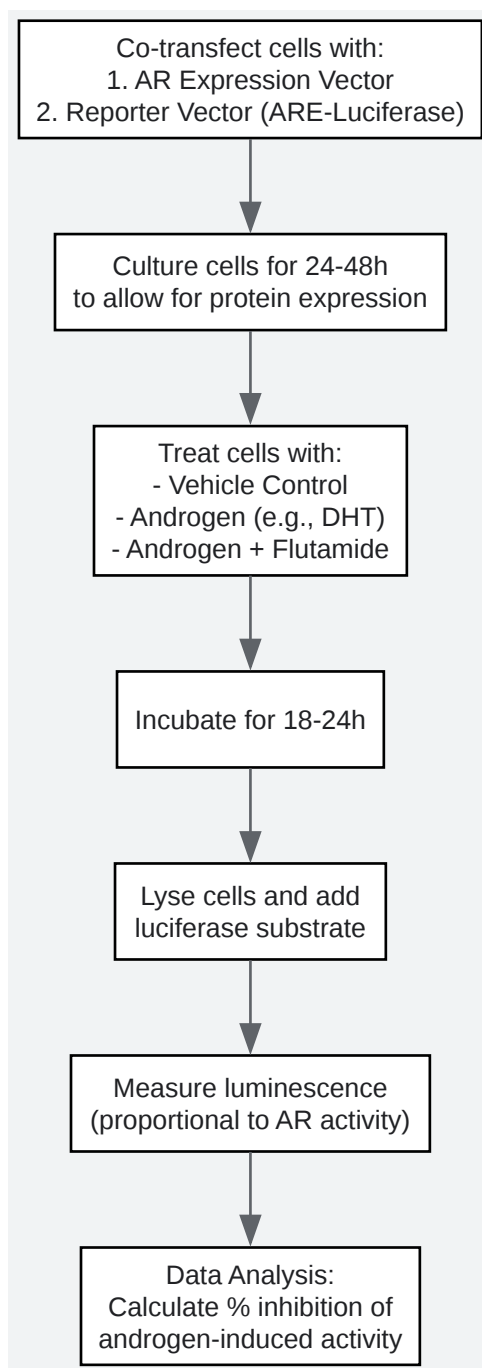 Co-transfect cells with:
1. AR Expression Vector
2. Reporter Vector (ARE-Luciferase)
Culture cells for 24-48h
to allow for protein expression
Treat cells with:
- Vehicle Control
- Androgen (e.g., DHT)
- Androgen + Flutamide
Incubate for 18-24h
Lyse cells and add
luciferase substrate
Measure luminescence
(proportional to AR activity)
Data Analysis:
Calculate % inhibition of
androgen-induced activity